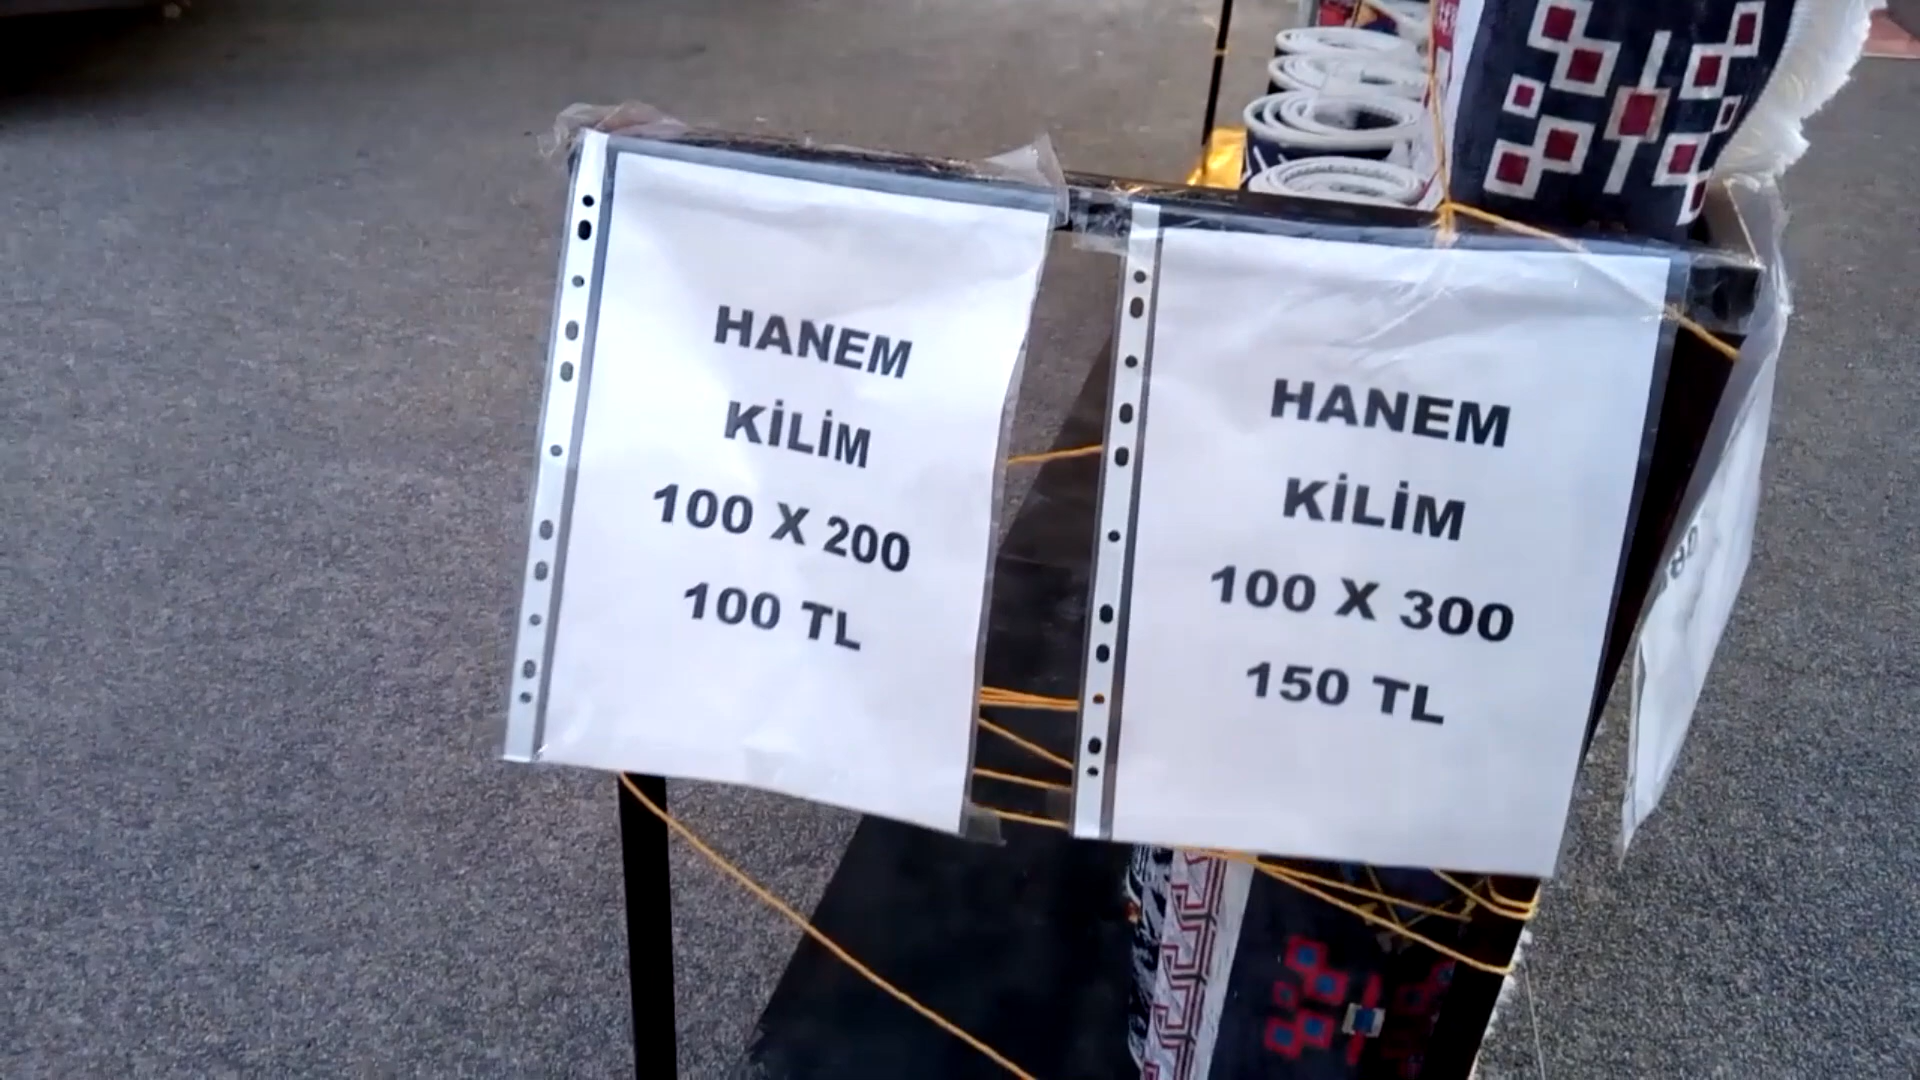 HANEM
KİLİM
100 X 200
100 TL
HANEM
KİLİM
100 X 300
150 TL